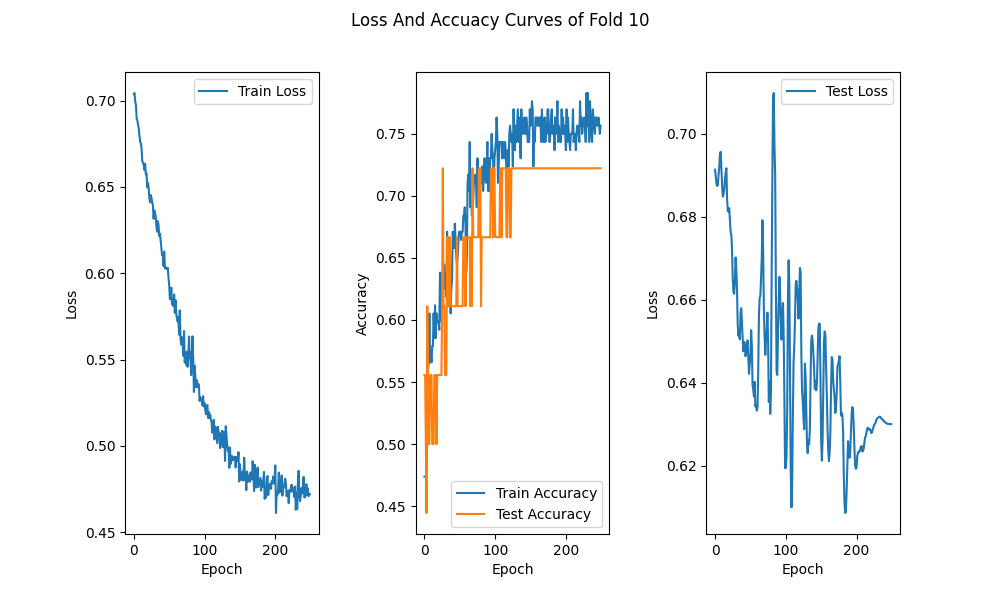 Loss And Accuacy Curves of Fold 10
Train Loss
0.70
0.65
0.60
0.55
0.50
0.45
Loss
0
100
200
Epoch
0.75
0.70
0.65
0.60
0.55
0.50
0.45
Accuracy
Train Accuracy
Test Accuracy
0
100
200
Epoch
Test Loss
0.70
0.68
0.66
0.64
0.62
Loss
0
100
200
Epoch